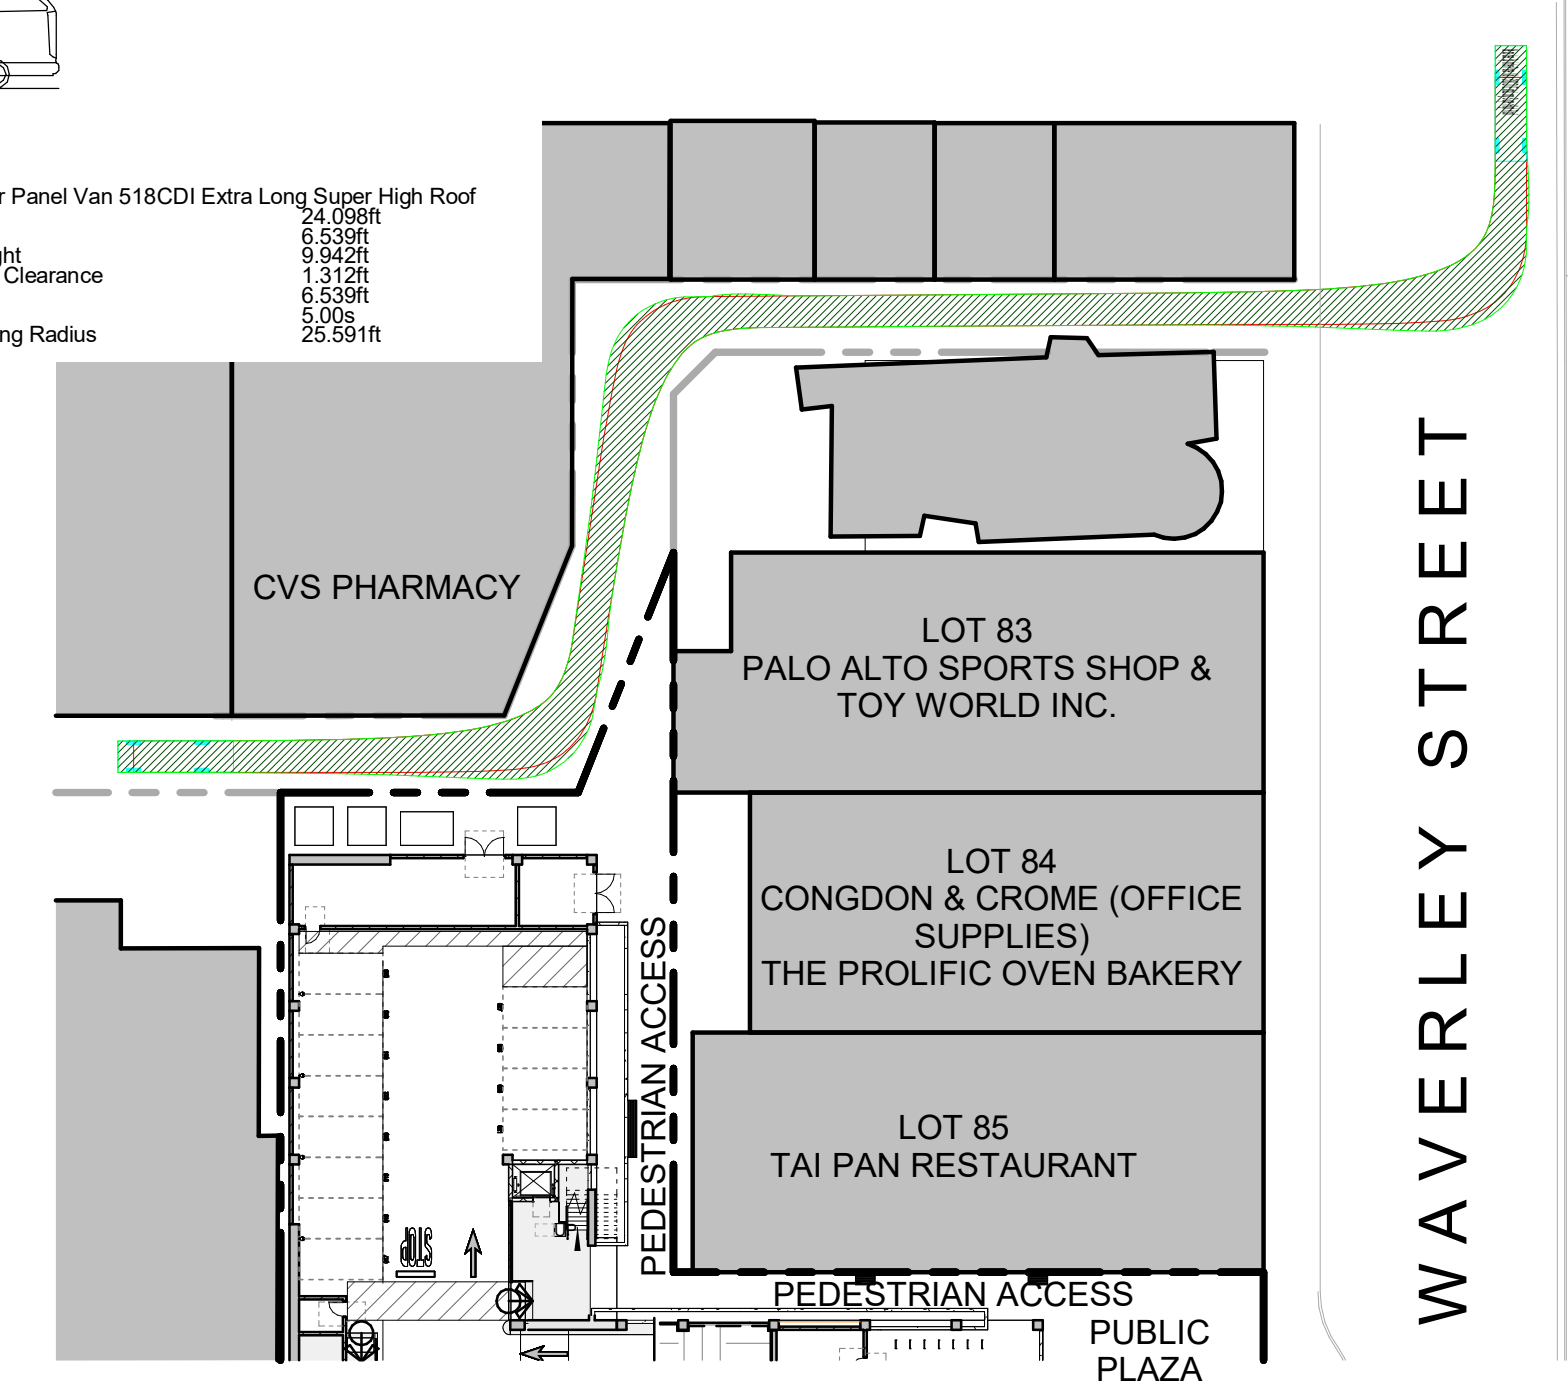 r Panel Van 518CDI Extra Long Super High Roof
24.098ft
6.539ft
ght 9.942ft
Clearance 1.312ft
6.539ft
5.00s
ng Radius 25.591ft
CVS PHARMACY
LOT 83
PALO ALTO SPORTS SHOP &
TOY WORLD INC.
LOT 84
CONGDON & CROME (OFFICE
SUPPLIES)
THE PROLIFIC OVEN BAKERY
LOT 85
TAI PAN RESTAURANT
PEDESTRIAN ACCESS
PEDESTRIAN ACCESS
PUBLIC
PLAZA
WAVERLEY STREET
STOP